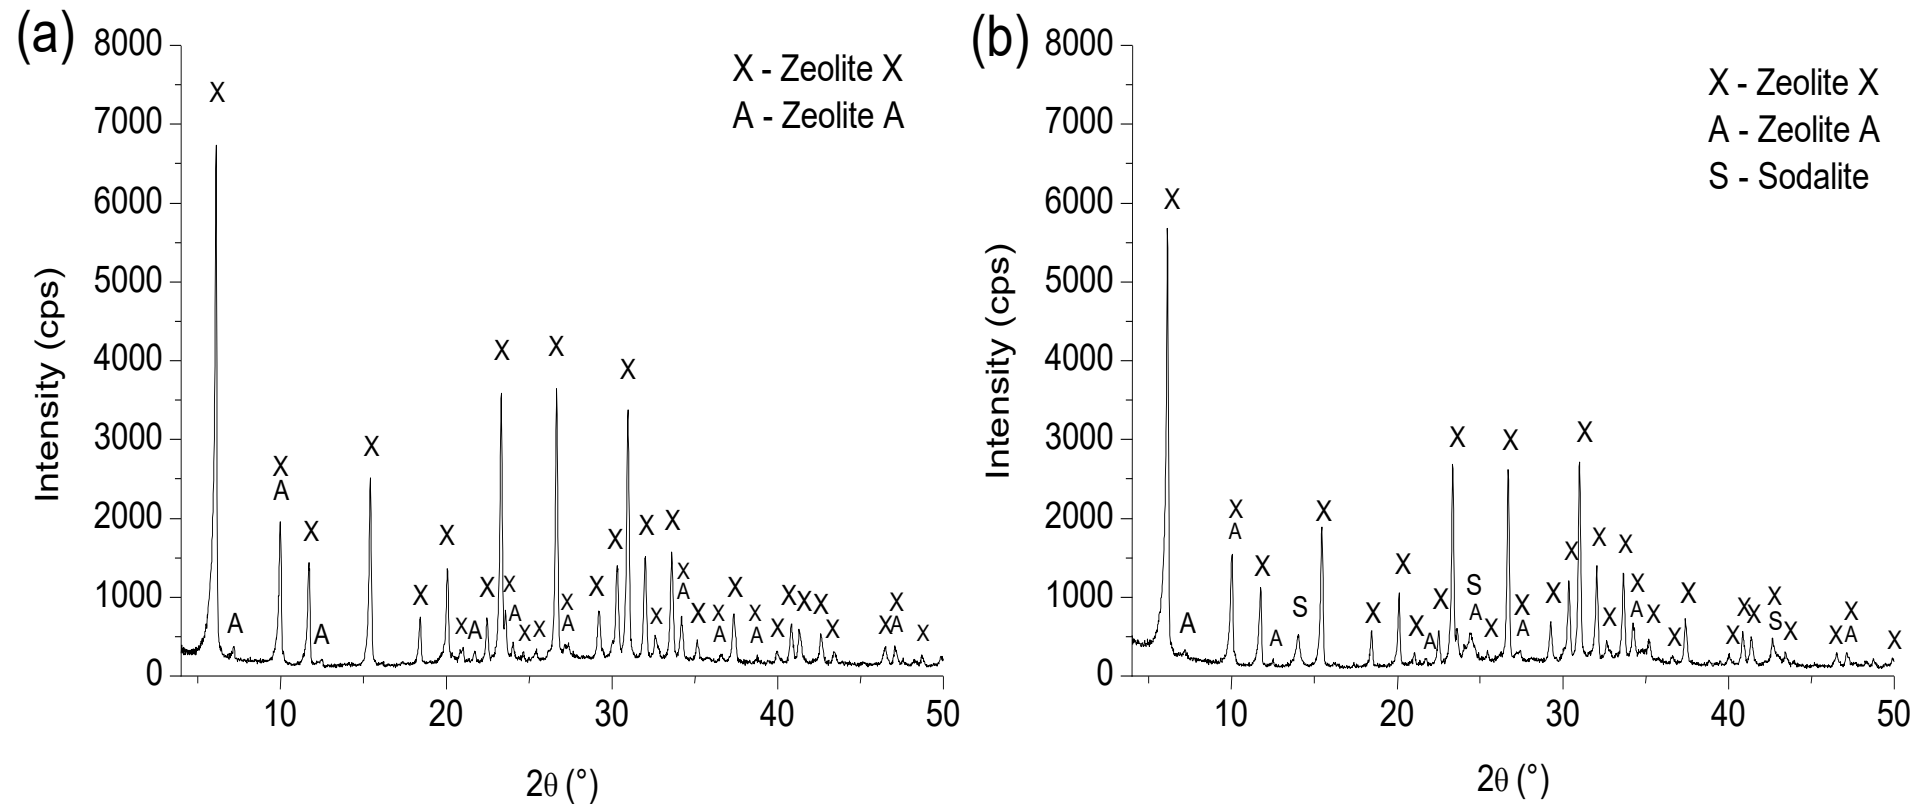 (a)
8000
7000
6000
5000
4000
3000
2000
1000
0
Intensity (cps)
X - Zeolite X
A - Zeolite A
X
A
X
A
X
A
X
X
X
X
A
X
X
X
A
X
X
X
X
A
X
X
X
X
X
X
X
A
X
X
A
X
X
A
X
X
X
X
X
X
X
A
X
10
20
30
40
50
2θ (°)
(b)
8000
7000
6000
5000
4000
3000
2000
1000
0
Intensity (cps)
X - Zeolite X
A - Zeolite A
S - Sodalite
X
A
X
A
X
A
S
X
X
X
X
A
X
X
S
A
X
X
X
A
X
X
X
X
X
X
X
A
X
X
X
X
X
X
X
S
X
X
X
A
X
10
20
30
40
50
2θ (°)